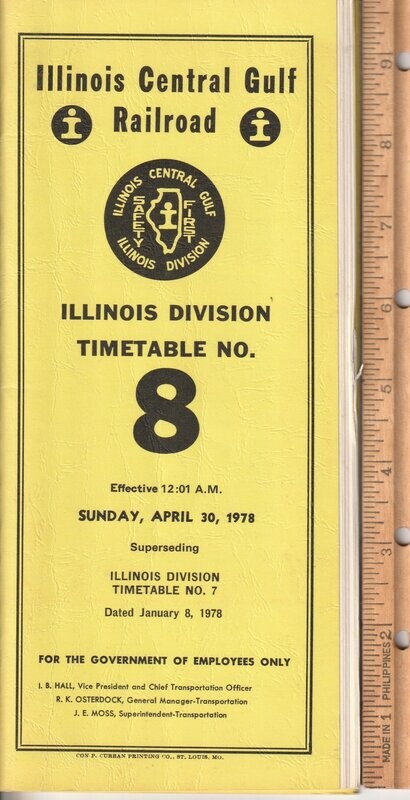 Illinois Central Gulf
Railroad
ILLINOIS CENTRAL GULF
SAFETY FIRST
ILLINOIS DIVISION
ILLINOIS DIVISION
TIMETABLE NO.
8
Effective 12:01 A.M.
SUNDAY, APRIL 30, 1978
Superseding
ILLINOIS DIVISION
TIMETABLE NO. 7
Dated January 8, 1978
FOR THE GOVERNMENT OF EMPLOYEES ONLY
I. B. HALL, Vice President and Chief Transportation Officer
R. K. OSTERDOCK, General Manager-Transportation
J. E. MOSS, Superintendent-Transportation
CON P. CURRAN PRINTING CO., ST. LOUIS, MO.
9
8
7
6
5
4
3
2
1
MADE IN PHILIPPINES